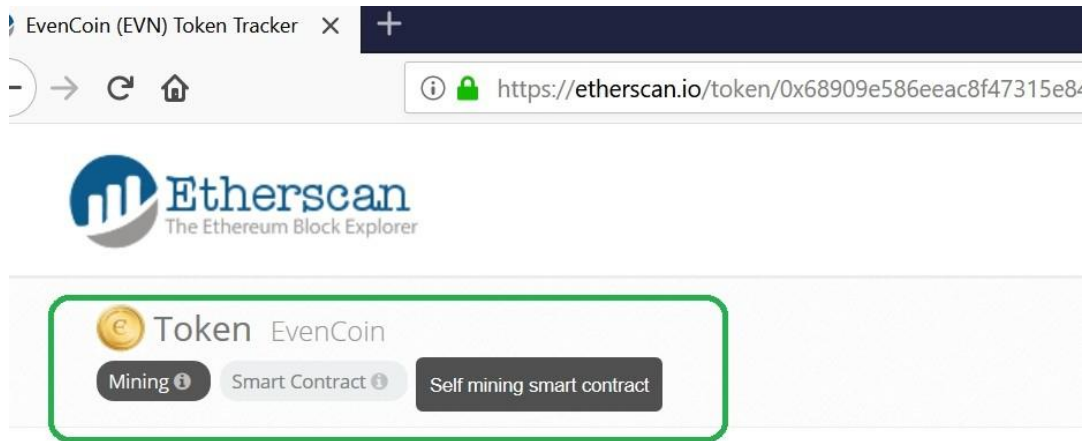 EvenCoin (EVN) Token Tracker
https://etherscan.io/token/0x68909e586eeac8f47315e84
Etherscan
The Ethereum Block Explorer
Token EvenCoin
Mining Smart Contract Self mining smart contract